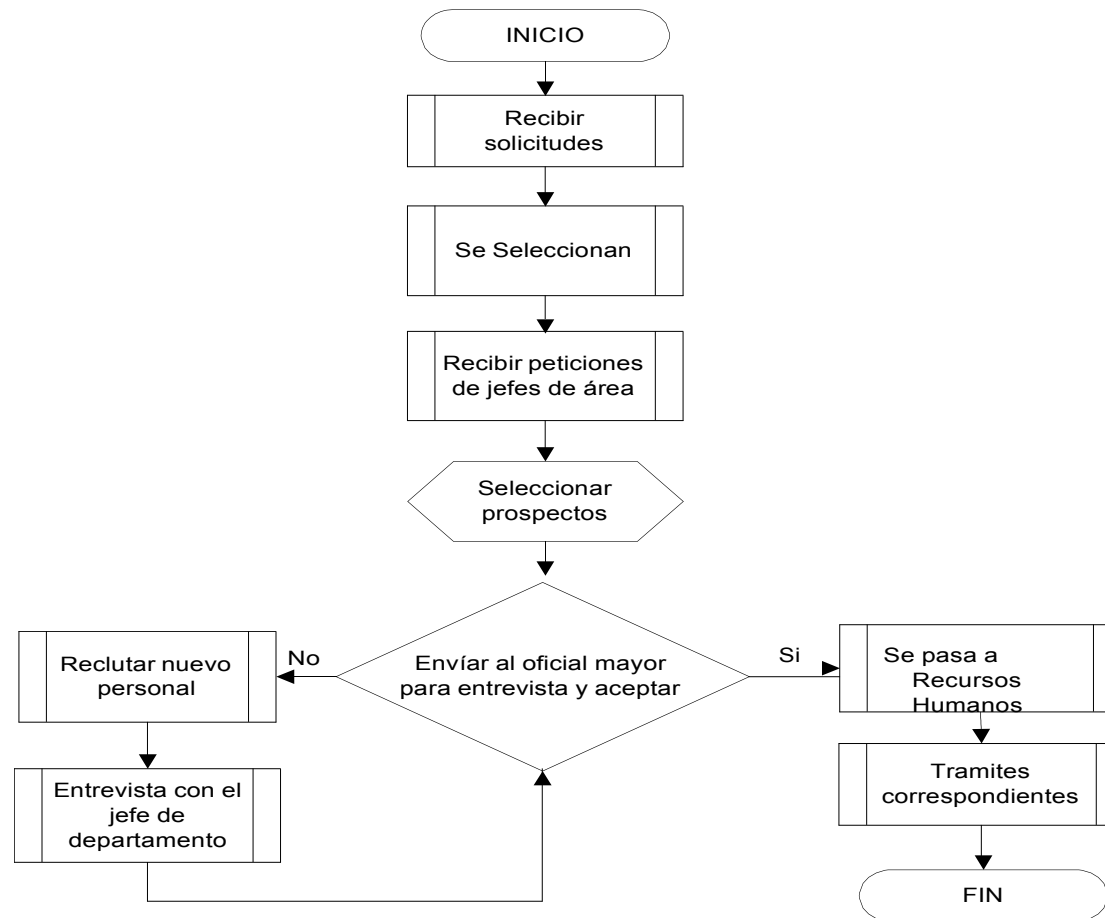 INICIO
Recibir
solicitudes
Se Seleccionan
Recibir peticiones
de jefes de área
Seleccionar
prospectos
Envíar al oficial mayor
para entrevista y aceptar
No
Reclutar nuevo
personal
Entrevista con el
jefe de
departamento
Si
Se pasa a
Recursos
Humanos
Tramites
correspondientes
FIN